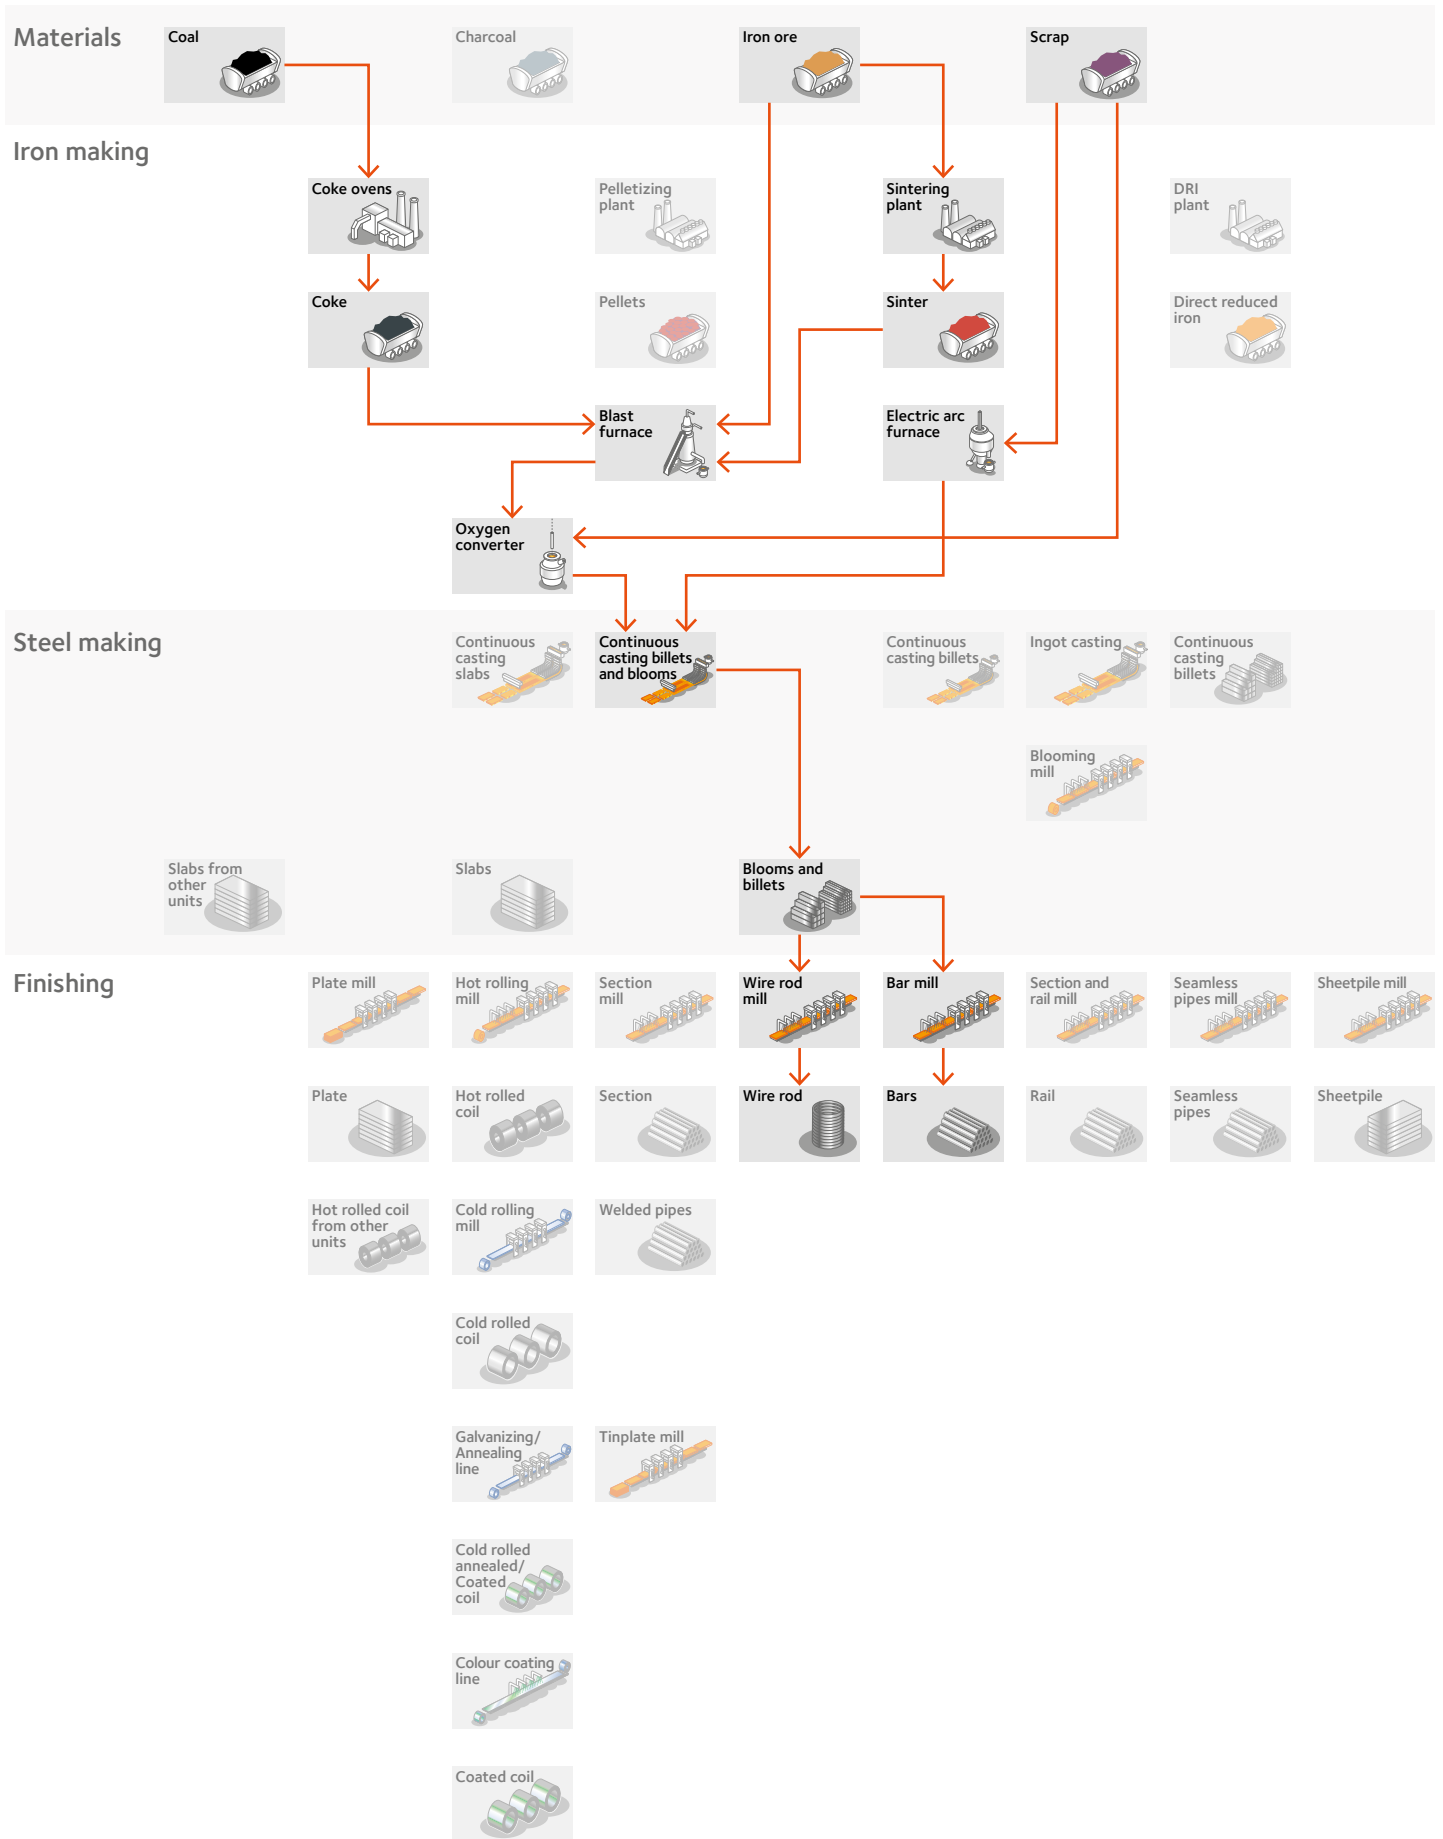 Materials
Coal
Charcoal
Iron ore
Scrap
Iron making
Coke ovens
Pelletizing
plant
Sintering
plant
DRI
plant
Coke
Pellets
Sinter
Direct reduced
iron
Blast
furnace
Electric arc
furnace
Oxygen
converter
Steel making
Continuous
casting
slabs
Continuous
casting billets
and blooms
Continuous
casting billets
Ingot casting
Continuous
casting
billets
Blooming
mill
Slabs from
other
units
Slabs
Blooms and
billets
Finishing
Plate mill
Hot rolling
mill
Section
mill
Wire rod
mill
Bar mill
Section and
rail mill
Seamless
pipes mill
Sheetpile mill
Plate
Hot rolled
coil
Section
Wire rod
Bars
Rail
Seamless
pipes
Sheetpile
Hot rolled coil
from other
units
Cold rolling
mill
Welded pipes
Cold rolled
coil
Galvanizing/
Annealing
line
Tinplate mill
Cold rolled
annealed/
Coated
coil
Colour coating
line
Coated coil